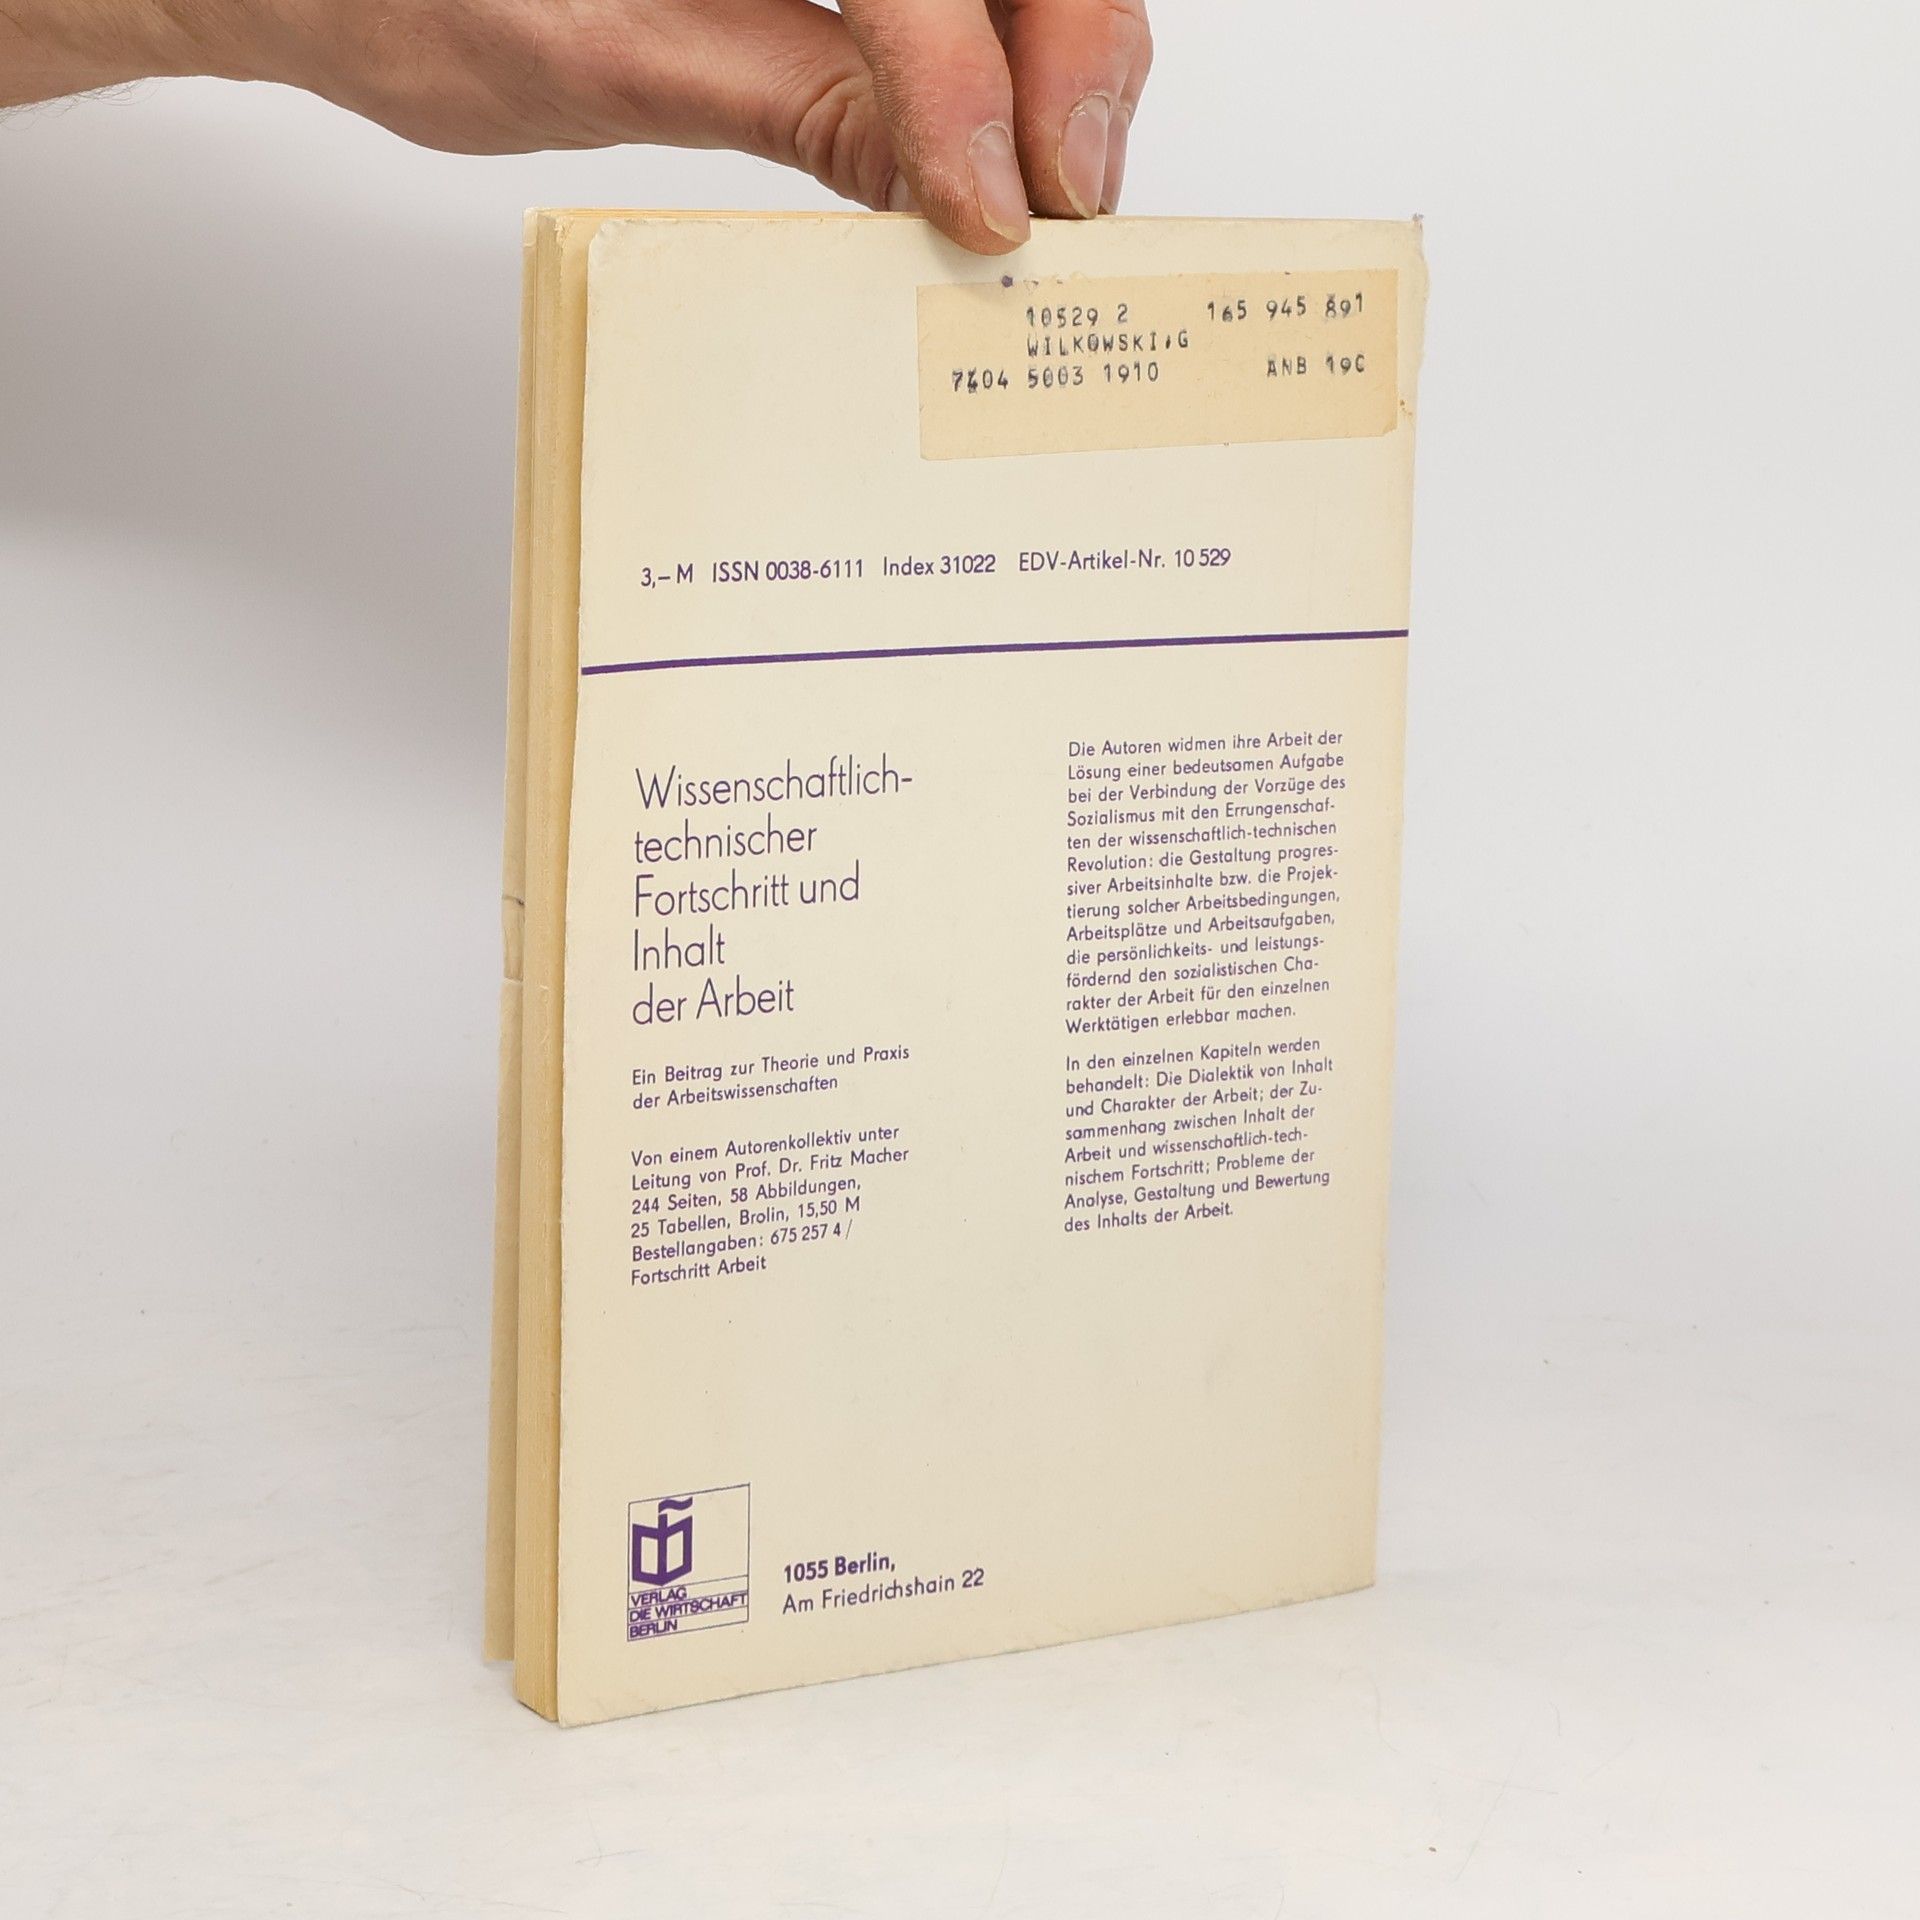 10529 2 165 945 891
WILKOWSKI,G
7404 5003 1910 ANB 19C
3,– M ISSN 0038-6111 Index 31022 EDV-Artikel-Nr. 10 529
Wissenschaftlich-
technischer
Fortschritt und
Inhalt
der Arbeit
Ein Beitrag zur Theorie und Praxis
der Arbeitswissenschaften
Von einem Autorenkollektiv unter
Leitung von Prof. Dr. Fritz Macher
244 Seiten, 58 Abbildungen,
25 Tabellen, Brolin, 15,50 M
Bestellangaben: 675 257 4 /
Fortschritt Arbeit
Die Autoren widmen ihre Arbeit der
Lösung einer bedeutsamen Aufgabe
bei der Verbindung der Vorzüge des
Sozialismus mit den Errungenschaf-
ten der wissenschaftlich-technischen
Revolution: die Gestaltung progres-
siver Arbeitsinhalte bzw. die Projek-
tierung solcher Arbeitsbedingungen,
Arbeitsplätze und Arbeitsaufgaben,
die persönlichkeits- und leistungs-
fördernd den sozialistischen Cha-
rakter der Arbeit für den einzelnen
Werktätigen erlebbar machen.
In den einzelnen Kapiteln werden
behandelt: Die Dialektik von Inhalt
und Charakter der Arbeit; der Zu-
sammenhang zwischen Inhalt der
Arbeit und wissenschaftlich-tech-
nischem Fortschritt; Probleme der
Analyse, Gestaltung und Bewertung
des Inhalts der Arbeit.
VERLAG
DIE WIRTSCHAFT
BERLIN
1055 Berlin,
Am Friedrichshain 22